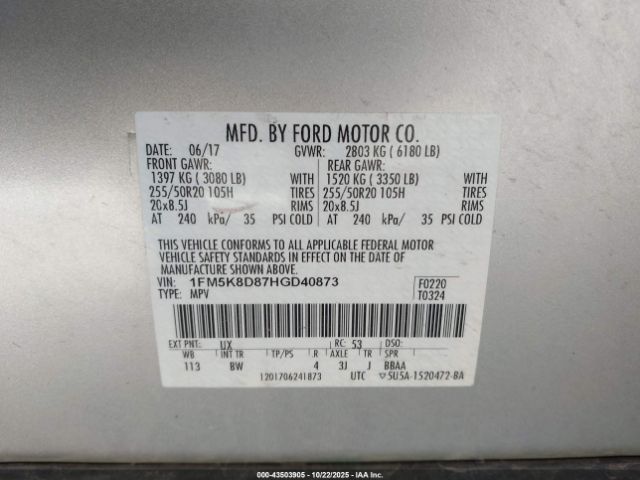 MFD. BY FORD MOTOR CO.
DATE: 06/17 GVWR: 2803 KG ( 6180 LB)
FRONT GAWR: REAR GAWR:
1397 KG ( 3080 LB) WITH 1520 KG ( 3350 LB) WITH
255/50R20 105H TIRES 255/50R20 105H TIRES
20x8.5J RIMS 20x8.5J RIMS
AT 240 kPa/ 35 PSI COLD AT 240 kPa/ 35 PSI COLD
THIS VEHICLE CONFORMS TO ALL APPLICABLE FEDERAL MOTOR
VEHICLE SAFETY STANDARDS IN EFFECT ON THE DATE OF
MANUFACTURE SHOWN ABOVE.
VIN: 1FM5K8D87HGD40873 F0220
TYPE: MPV T0324
EXT PNT: UX RC: 53 DSO:
WB INT TR TP/PS R AXLE TR SPR
113 BW 4 3J J BBAA
1201706241873 UTC ▽SU5A-1520472-BA
000-43503905 - 10/22/2025 - IAA Inc.